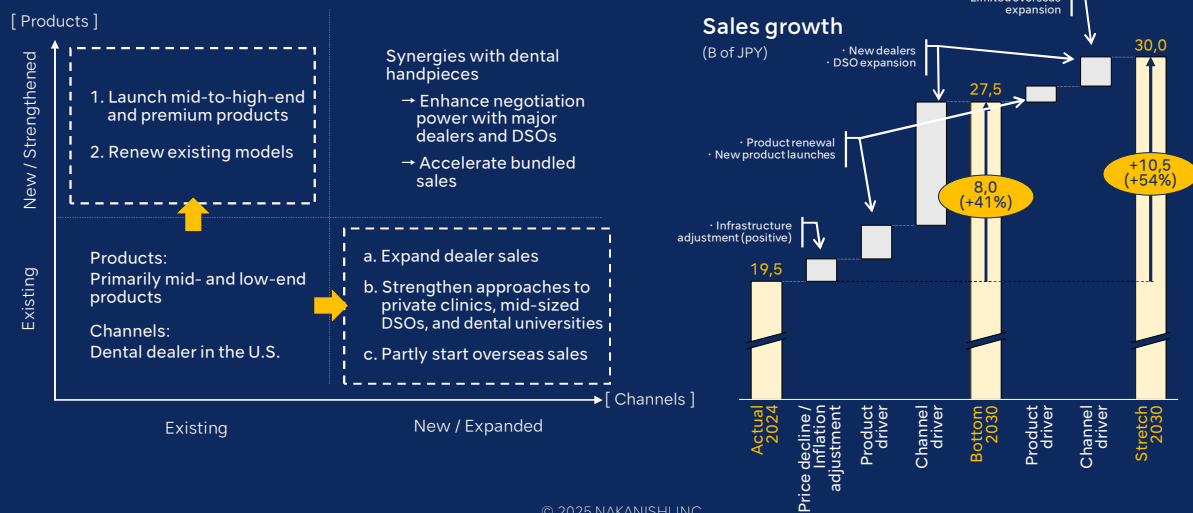 [ Products ]
New / Strengthened
1. Launch mid-to-high-end
and premium products
2. Renew existing models
Synergies with dental
handpieces
→ Enhance negotiation
power with major
dealers and DSOs
→ Accelerate bundled
sales
Existing
Products:
Primarily mid- and low-end
products
Channels:
Dental dealer in the U.S.
a. Expand dealer sales
b. Strengthen approaches to
private clinics, mid-sized
DSOs, and dental universities
c. Partly start overseas sales
[ Channels ]
Existing
New / Expanded
Sales growth
(B of JPY)
Limited overseas
expansion
· New dealers
· DSO expansion
· Product renewal
· New product launches
· Infrastructure
adjustment (positive)
19,5
27,5
30,0
8,0
(+41%)
+10,5
(+54%)
Actual
2024
Price decline /
Inflation
adjustment
Product
driver
Channel
driver
Bottom
2030
Product
driver
Channel
driver
Stretch
2030
© 2025 NAKANISHI INC.